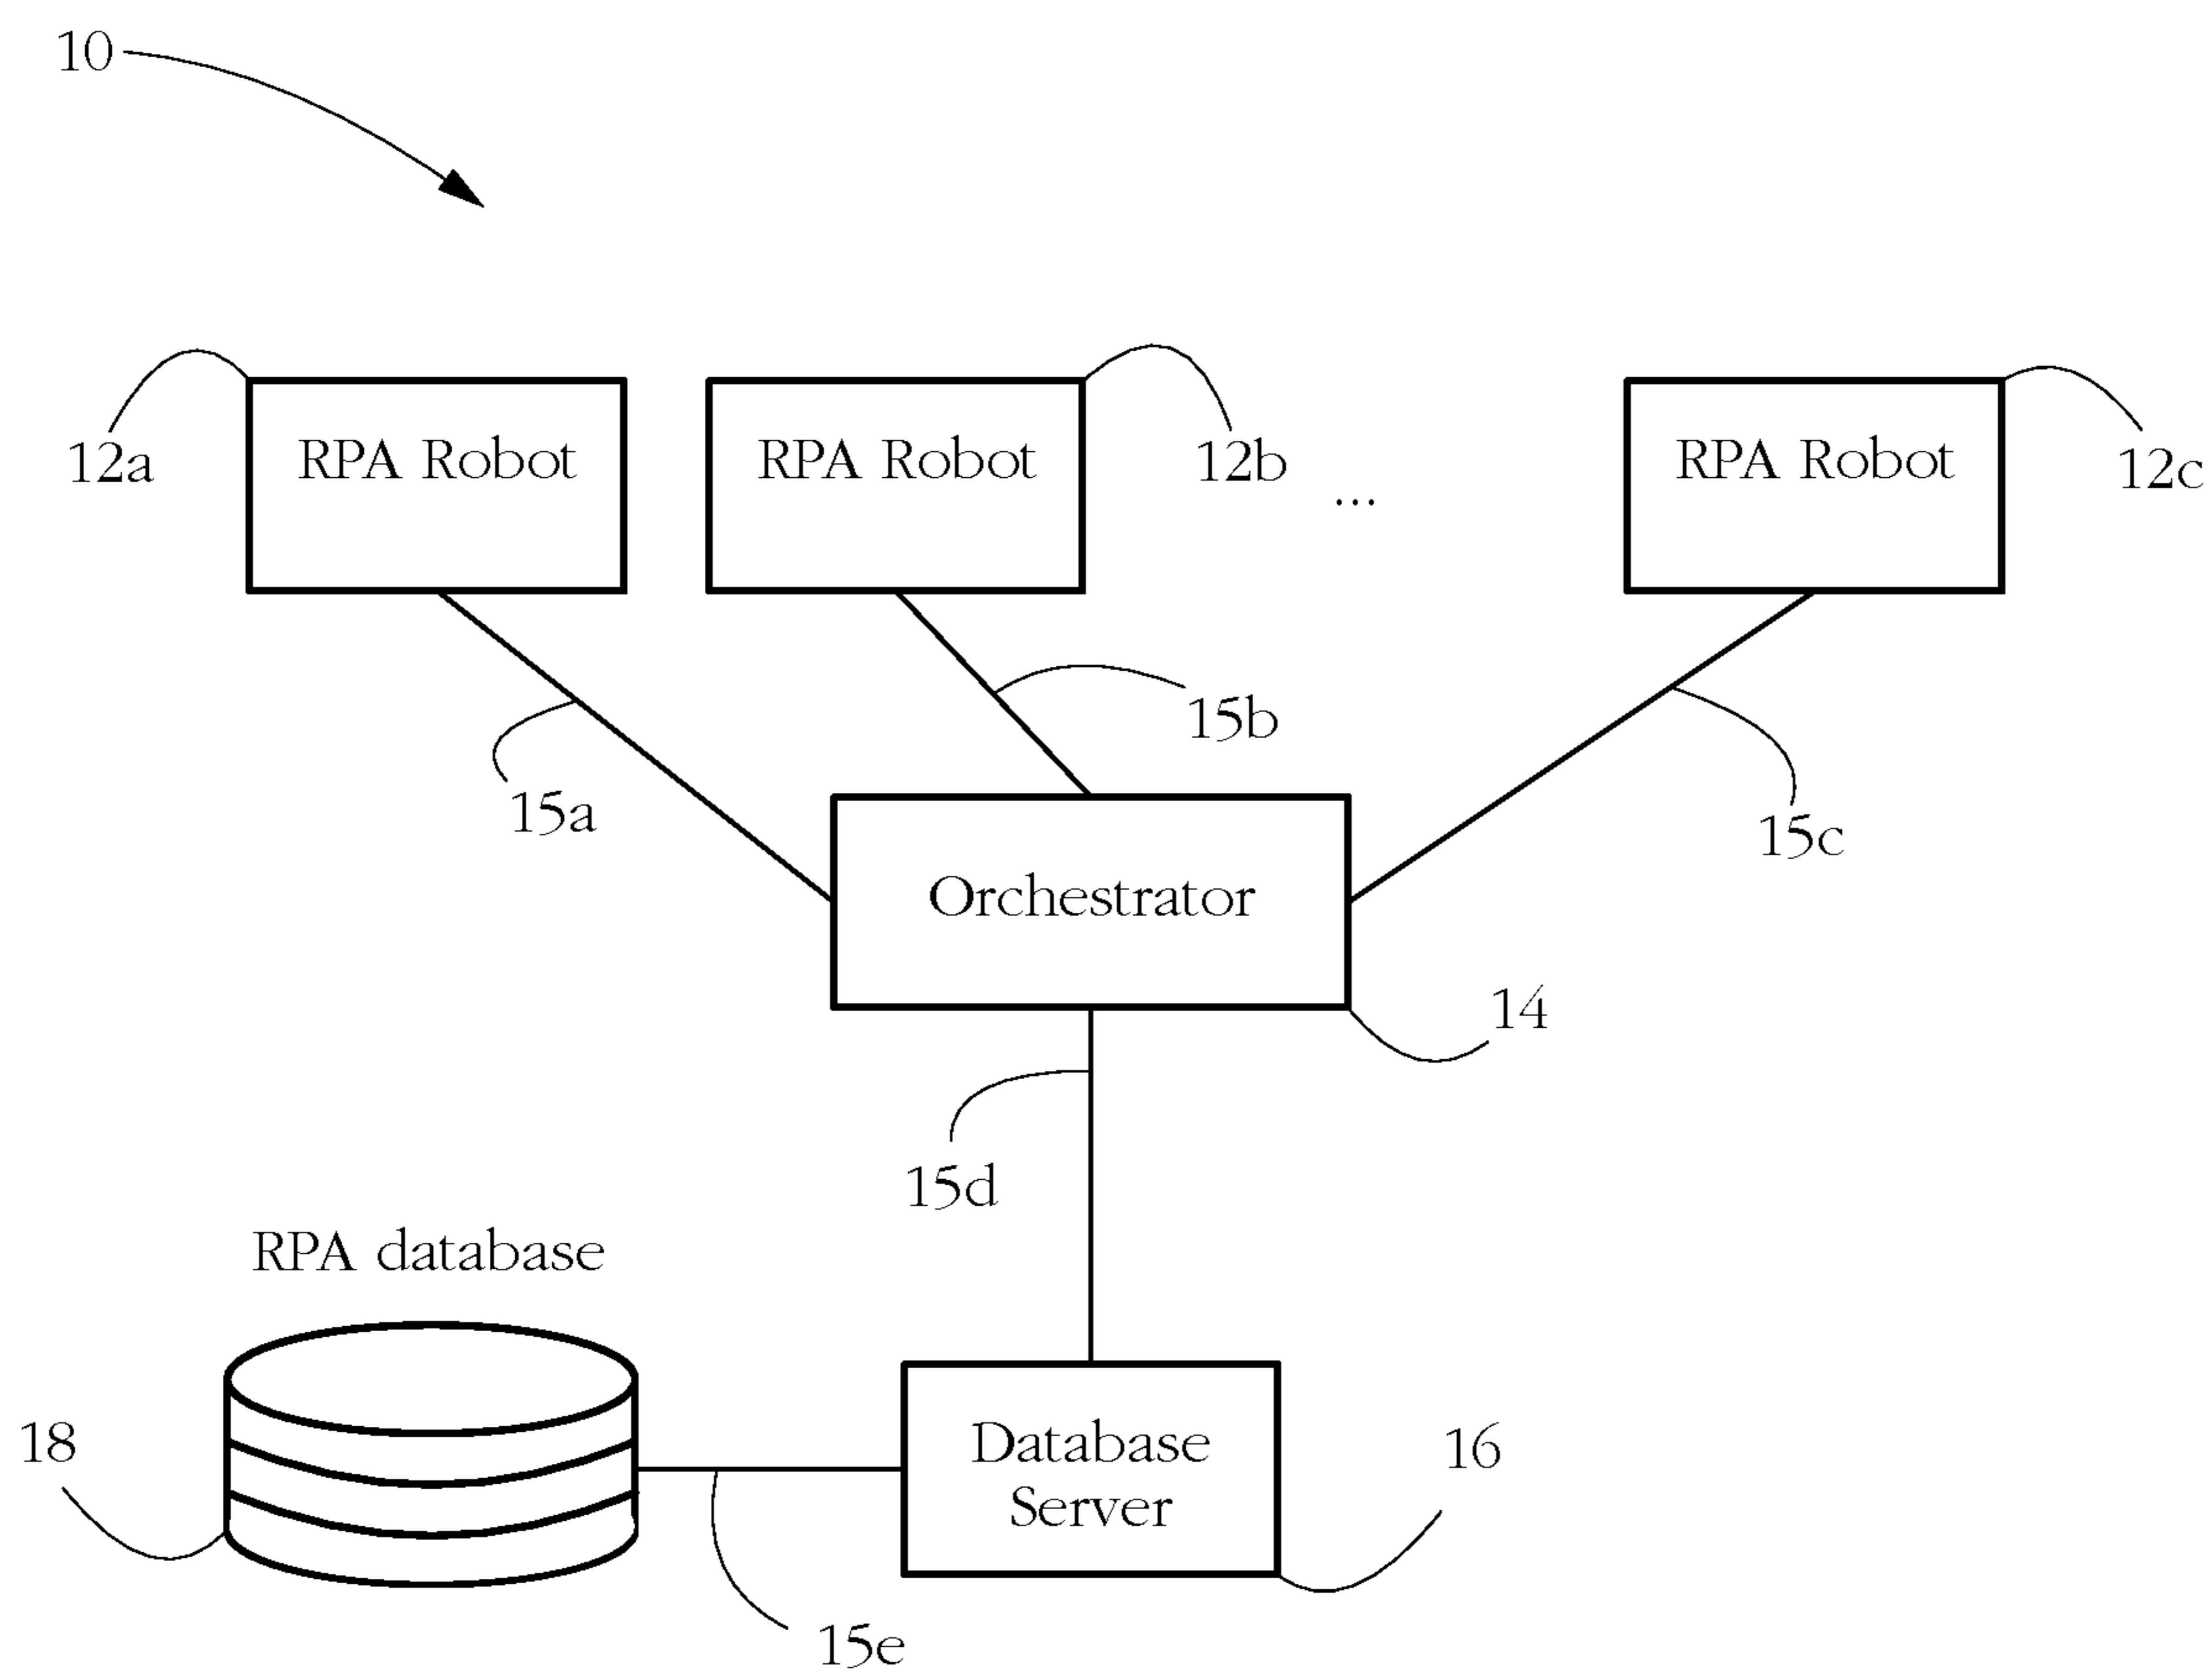 10
RPA Robot
RPA Robot
RPA Robot
12a
12b
...
12c
15b
15a
15c
Orchestrator
14
15d
RPA database
18
Database
Server
16
15e